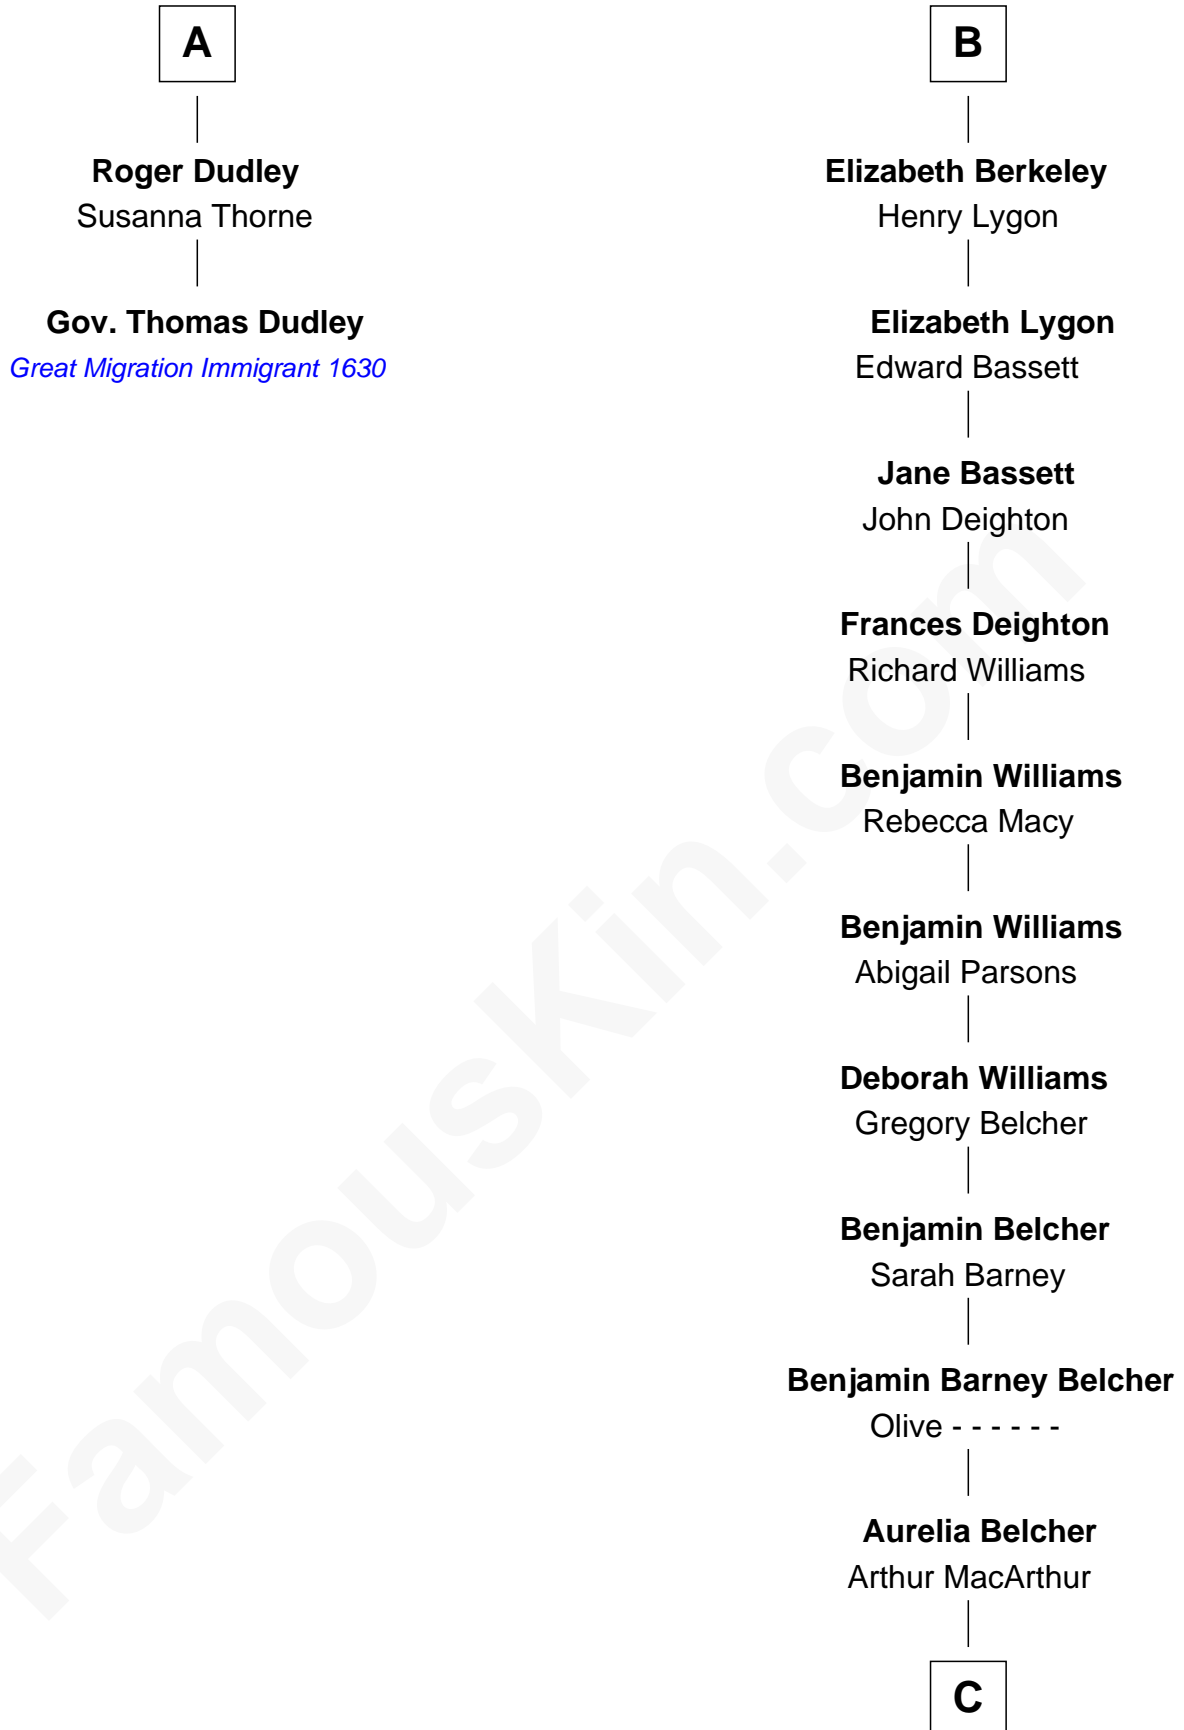 A
Roger Dudley
Susanna Thorne
Gov. Thomas Dudley
Great Migration Immigrant 1630
B
Elizabeth Berkeley
Henry Lygon
Elizabeth Lygon
Edward Bassett
Jane Bassett
John Deighton
Frances Deighton
Richard Williams
Benjamin Williams
Rebecca Macy
Benjamin Williams
Abigail Parsons
Deborah Williams
Gregory Belcher
Benjamin Belcher
Sarah Barney
Benjamin Barney Belcher
Olive - - - - - -
Aurelia Belcher
Arthur MacArthur
C
FamousKin.com